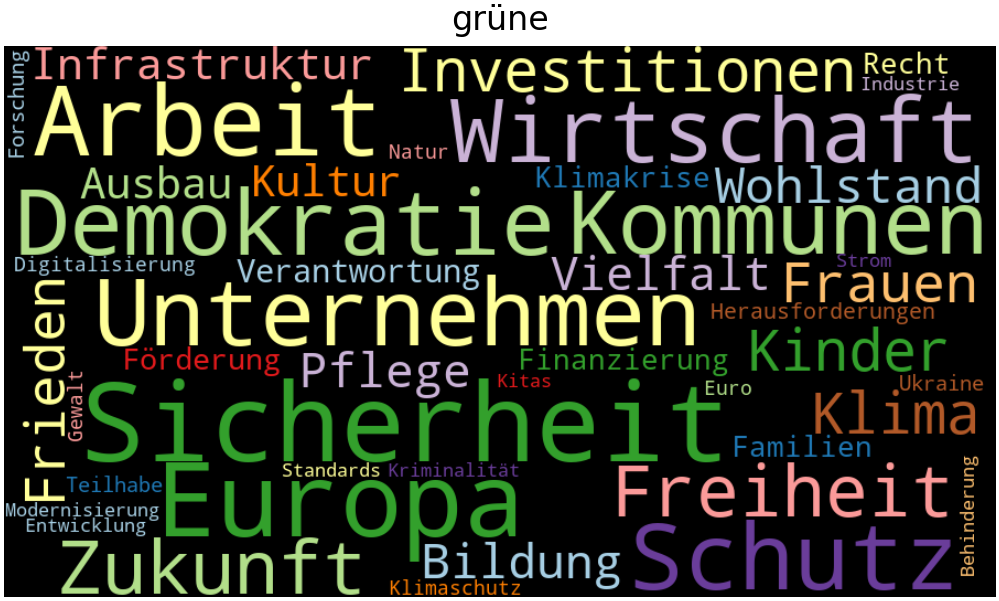 grüne
Forschung
Infrastruktur
Investitionen
Recht
Industrie
Arbeit
Wirtschaft
Natur
Ausbau
Kultur
Klimakrise
Wohlstand
Demokratie
Kommunen
Digitalisierung
Verantwortung
Vielfalt
Strom
Frauen
Frieden
Unternehmen
Herausforderungen
Förderung
Pflege
Finanzierung
Kinder
Gewalt
Kitas
Euro
Ukraine
Sicherheit
Klima
Familien
Teilhabe
Europa
Standards
Kriminalität
Freiheit
Behinderung
Modernisierung
Entwicklung
Zukunft
Bildung
Schutz
Klimaschutz